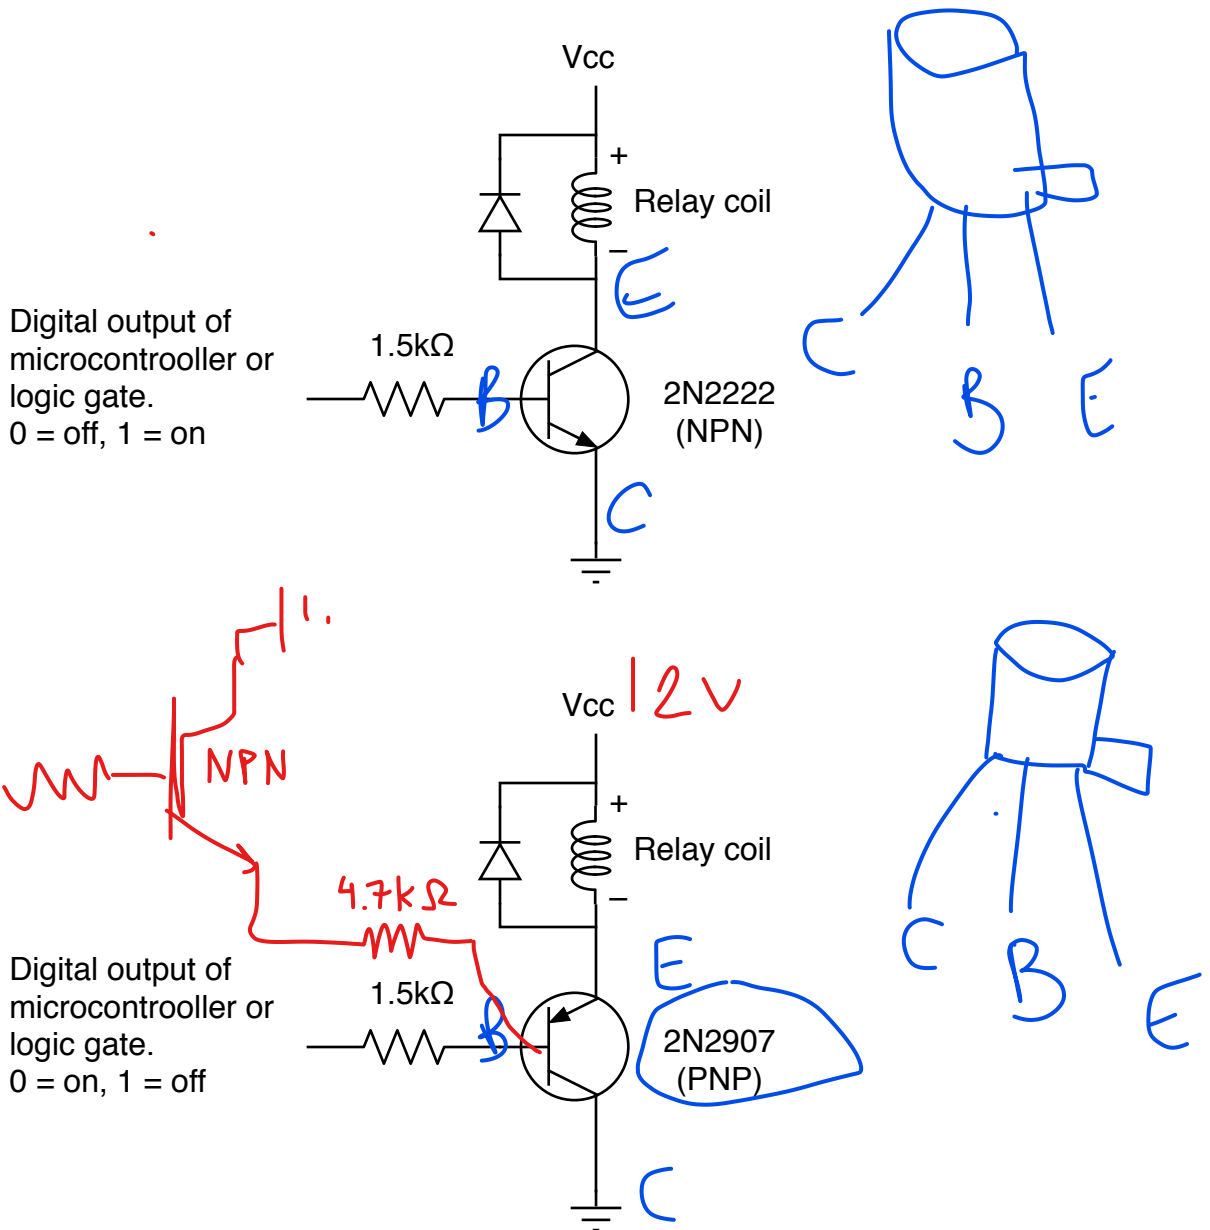 Vcc
+
Relay coil
−
E
Digital output of
microcontrooller or
logic gate.
0 = off, 1 = on
1.5kΩ
B
2N2222
(NPN)
C
C
B
E
Vcc
12V
NPN
+
Relay coil
−
4.7kΩ
E
Digital output of
microcontrooller or
logic gate.
0 = on, 1 = off
1.5kΩ
B
2N2907
(PNP)
C
C
B
E